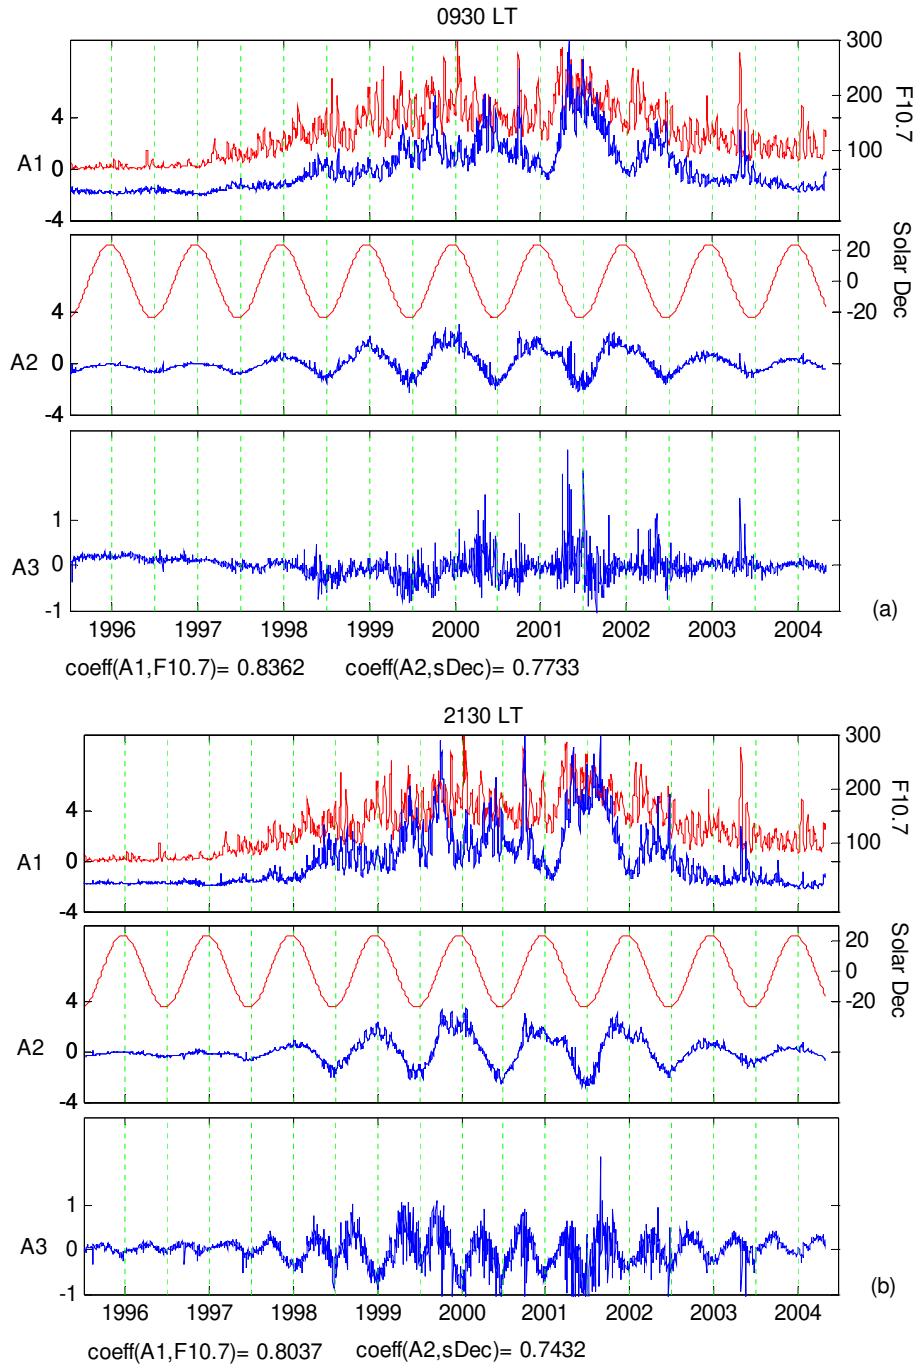 0930 LT
300
200
100
F10.7
4
0
-4
A1
20
0
-20
Solar Dec
4
0
-4
A2
1
0
-1
A3
(a)
1996 1997 1998 1999 2000 2001 2002 2003 2004
coeff(A1,F10.7)= 0.8362 coeff(A2,sDec)= 0.7733
2130 LT
300
200
100
F10.7
4
0
-4
A1
20
0
-20
Solar Dec
4
0
-4
A2
1
0
-1
A3
(b)
1996 1997 1998 1999 2000 2001 2002 2003 2004
coeff(A1,F10.7)= 0.8037 coeff(A2,sDec)= 0.7432